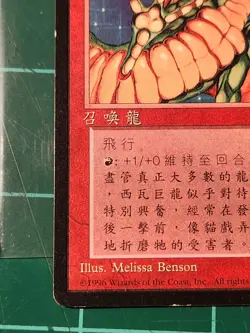 召喚龍
飛行
: +1/+0維持至回合
盡管真正大多數的龍
，西瓦巨龍似乎對待
特別興奮，經常在發
後一擊前，像貓戲弄
地折磨牠的受害者。
Illus. Melissa Benson
©1996 Wizards of the Coast, Inc. All rights